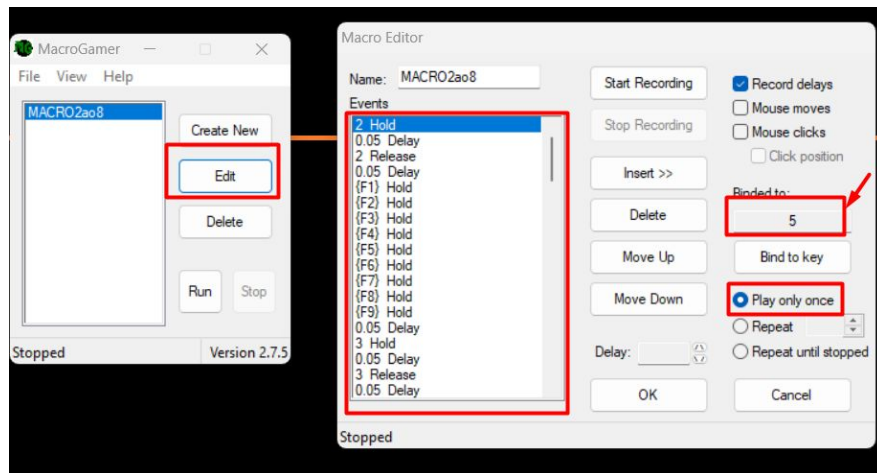 MacroGamer
File View Help
MACRO2ao8
Create New
Edit
Delete
Run
Stop
Stopped
Version 2.7.5
Macro Editor
Name: MACRO2ao8
Events
2 Hold
0.05 Delay
2 Release
0.05 Delay
{F1} Hold
{F2} Hold
{F3} Hold
{F4} Hold
{F5} Hold
{F6} Hold
{F7} Hold
{F8} Hold
{F9} Hold
0.05 Delay
3 Hold
0.05 Delay
3 Release
0.05 Delay
Start Recording
Stop Recording
Insert >>
Delete
Move Up
Move Down
Delay:
OK
Record delays
Mouse moves
Mouse clicks
Click position
Binded to:
5
Bind to key
Play only once
Repeat
Repeat until stopped
Cancel
Stopped